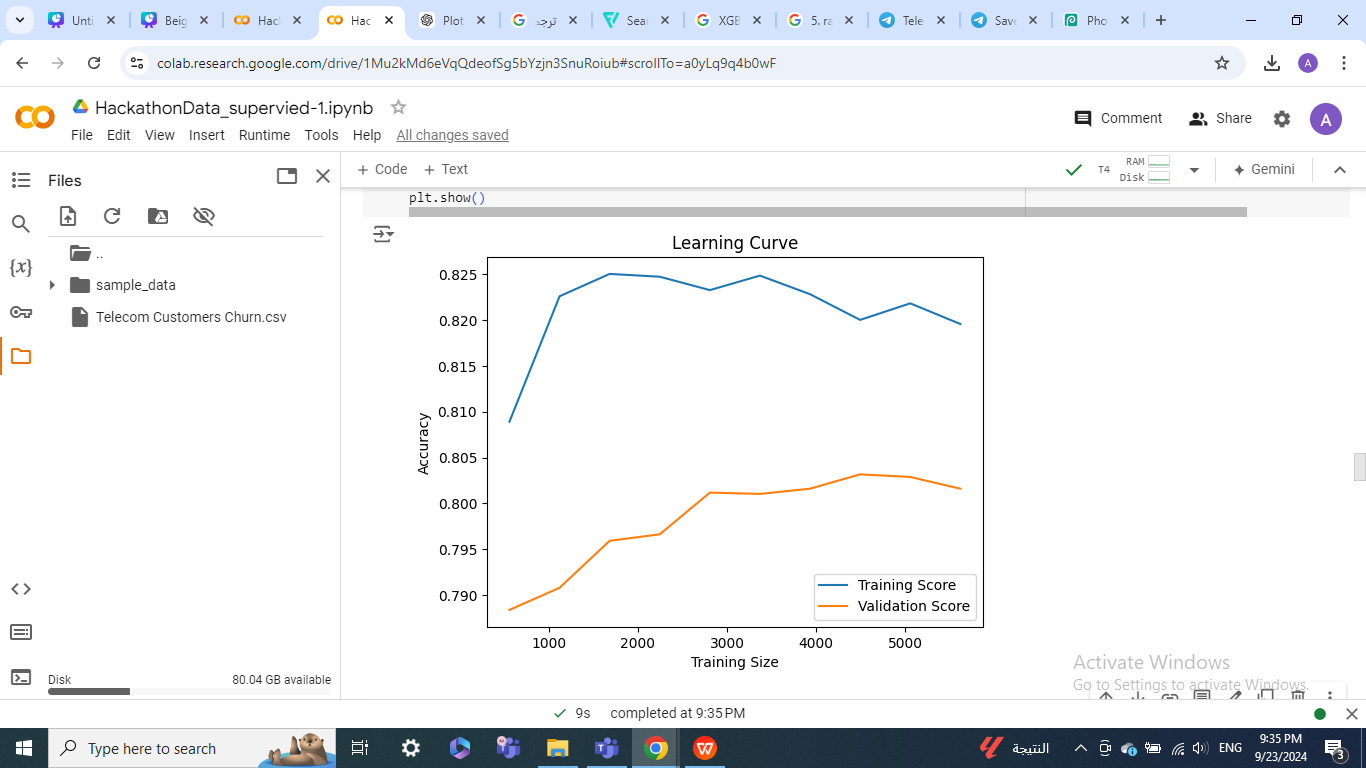 Unti
Beig
Hac
Hac
Plot
ترجـ
Sear
XGB
5. ra
Tele
Save
Pho
colab.research.google.com/drive/1Mu2kMd6eVqQdeofSg5bYzjn3SnuRoiub#scrollTo=a0yLq9q4b0wF
A
HackathonData_supervied-1.ipynb
File Edit View Insert Runtime Tools Help All changes saved
Comment Share A
Files
+ Code + Text
T4 RAM Disk Gemini
{x}
..
sample_data
Telecom Customers Churn.csv
Disk 80.04 GB available
plt.show()
Learning Curve
Accuracy
0.825
0.820
0.815
0.810
0.805
0.800
0.795
0.790
Training Score
Validation Score
1000 2000 3000 4000 5000
Training Size
Activate Windows
Go to Settings to activate Windows.
9s completed at 9:35 PM
Type here to search
النتيجة
ENG
9:35 PM
9/23/2024
3